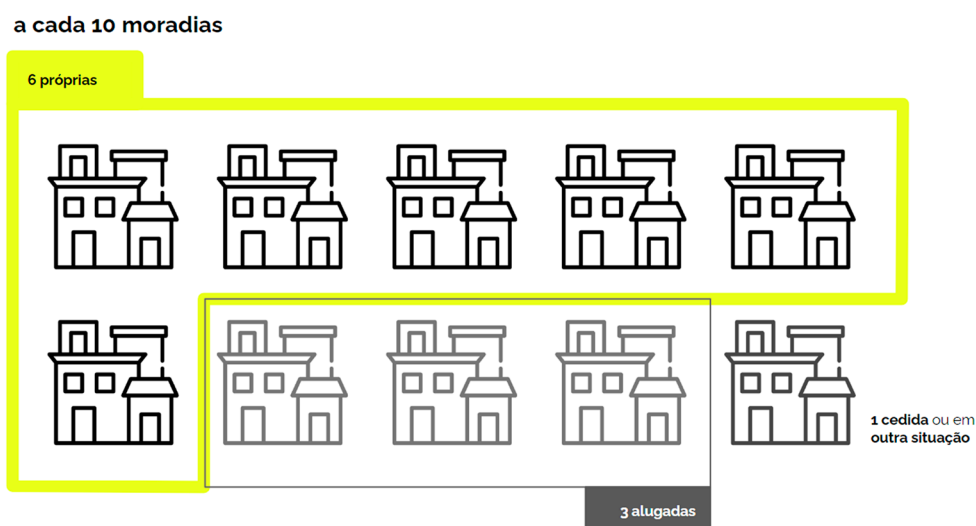 a cada 10 moradias
6 próprias
1 cedida ou em
outra situação
3 alugadas